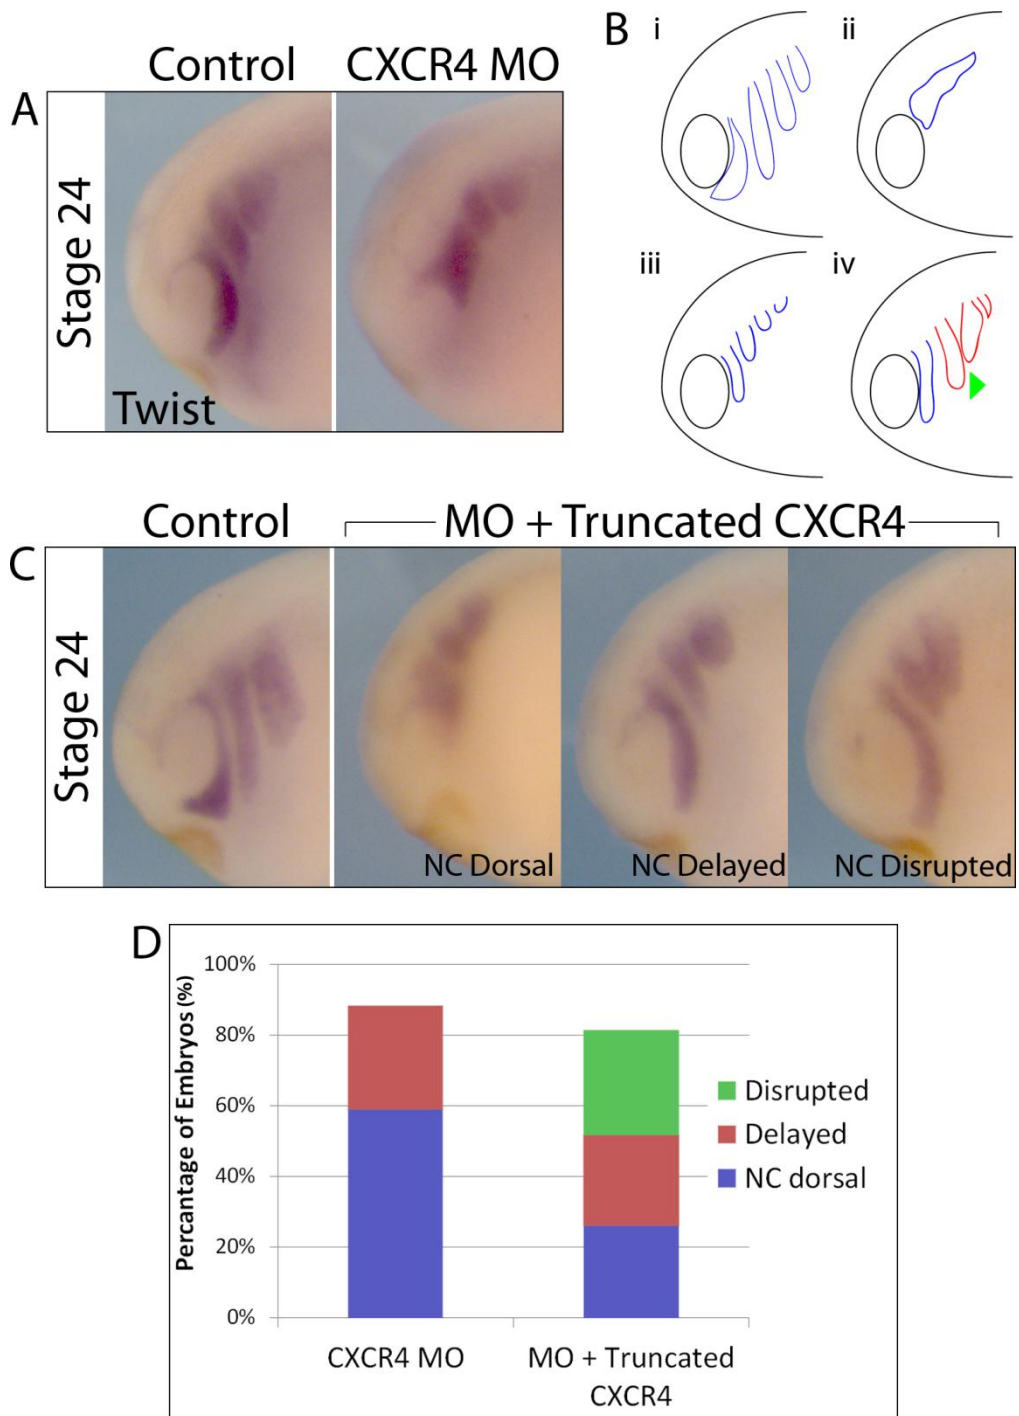 A
Control
CXCR4 MO
Stage 24
Twist
B
i
ii
iii
iv
C
Control
MO + Truncated CXCR4
Stage 24
NC Dorsal
NC Delayed
NC Disrupted
D
Percantage of Embryos (%)
100%
80%
60%
40%
20%
0%
Disrupted
Delayed
NC dorsal
CXCR4 MO
MO + Truncated
CXCR4